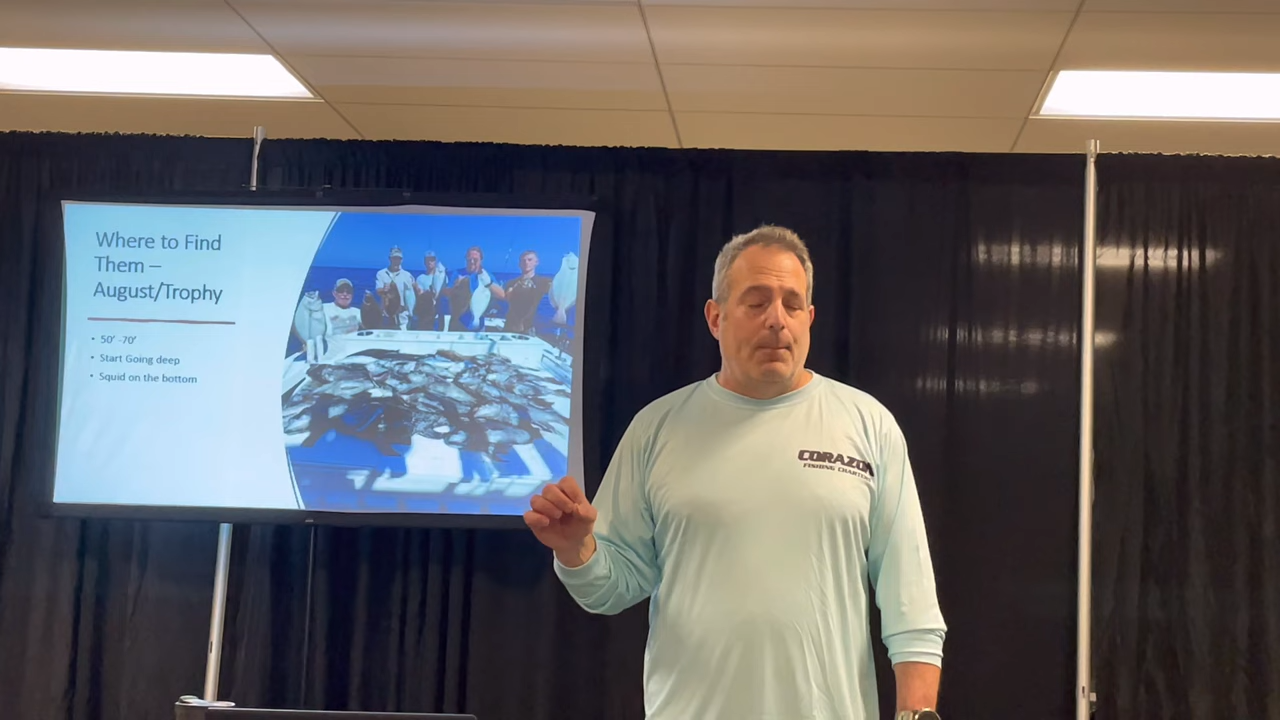 Where to Find
Them –
August/Trophy
• 50' -70'
• Start Going deep
• Squid on the bottom
CORAZON
FISHING CHARTERS